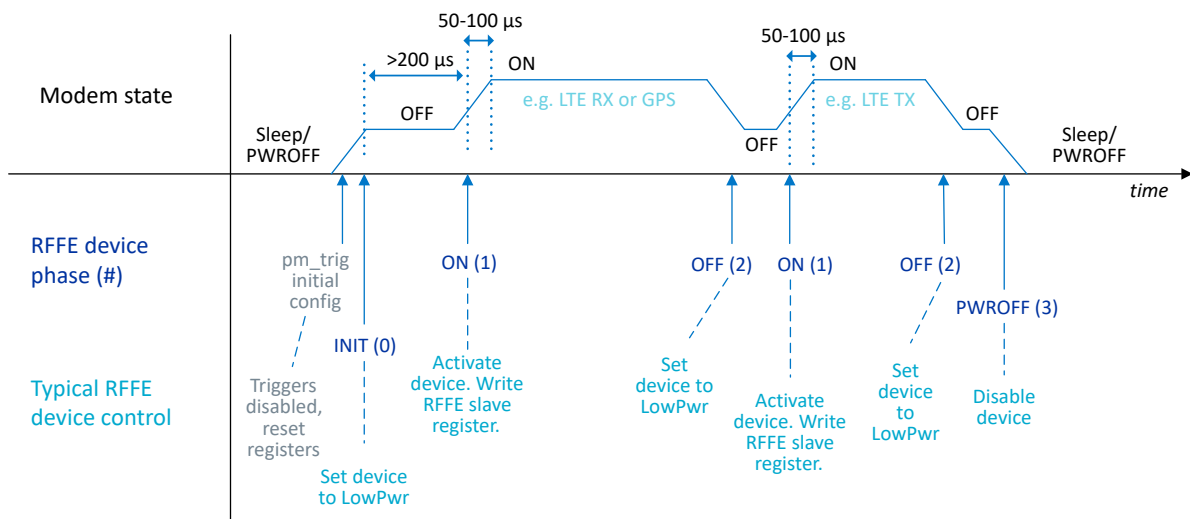 50-100 µs
50-100 µs
>200 µs
ON
ON
Modem state
e.g. LTE RX or GPS
e.g. LTE TX
OFF
OFF
OFF
Sleep/
PWROFF
Sleep/
PWROFF
time
RFFE device
phase (#)
pm_trig
initial
config
ON (1)
OFF (2)
ON (1)
OFF (2)
PWROFF (3)
INIT (0)
Typical RFFE
device control
Triggers
disabled,
reset
registers
Set device
to LowPwr
Activate
device. Write
RFFE slave
register.
Set
device to
LowPwr
Activate
device. Write
RFFE slave
register.
Set
device
to
LowPwr
Disable
device